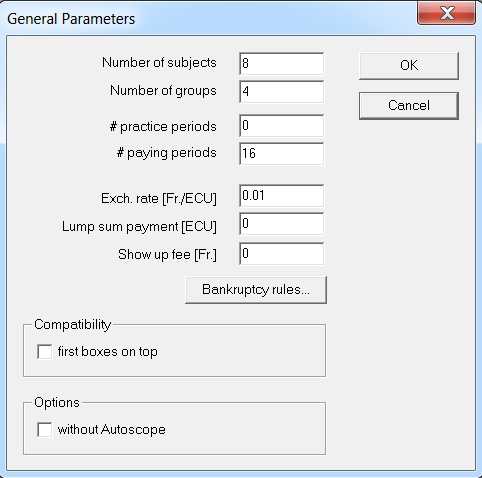 General Parameters
Number of subjects 8
OK
Number of groups 4
Cancel
# practice periods 0
# paying periods 16
Exch. rate [Fr./ECU] 0.01
Lump sum payment [ECU] 0
Show up fee [Fr.] 0
Bankruptcy rules...
Compatibility
first boxes on top
Options
without Autoscope